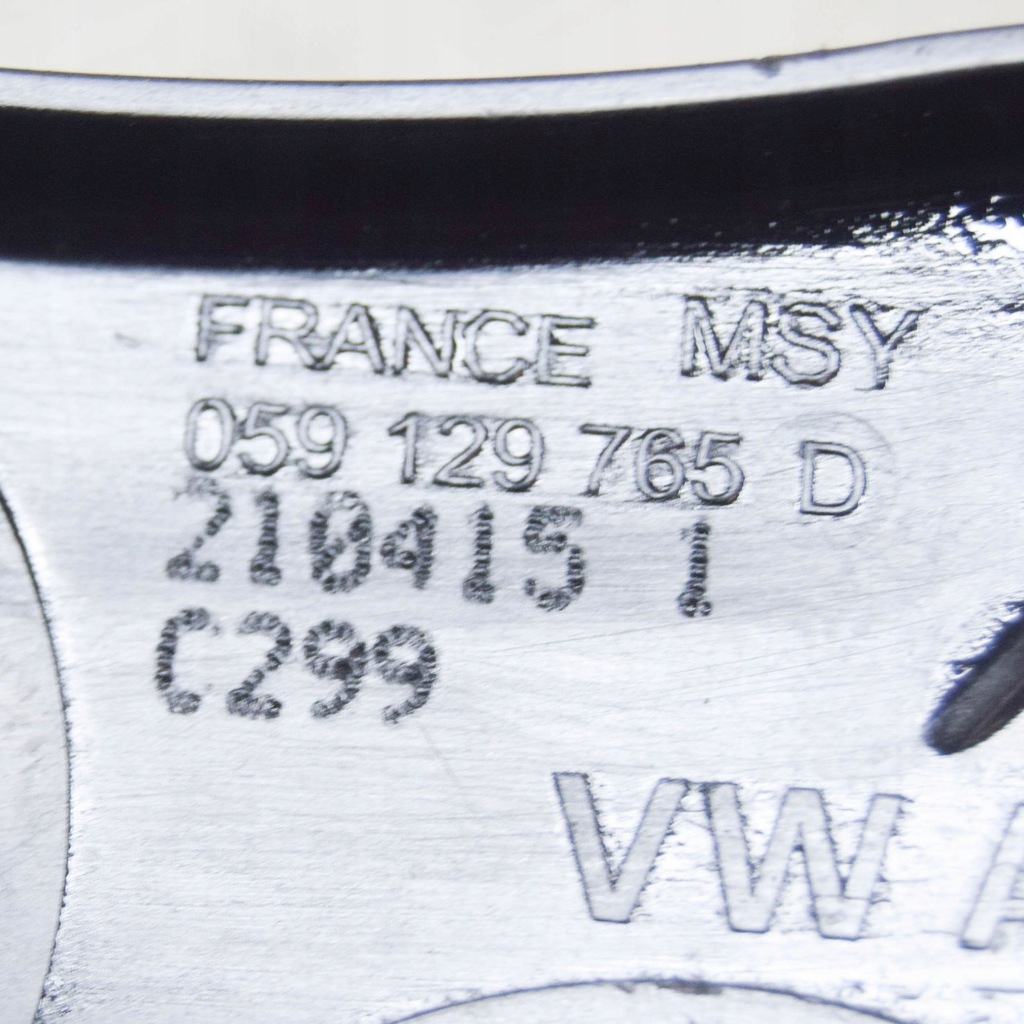 FRANCE MSY
059 129 765 D
210415 1
C299
VW A